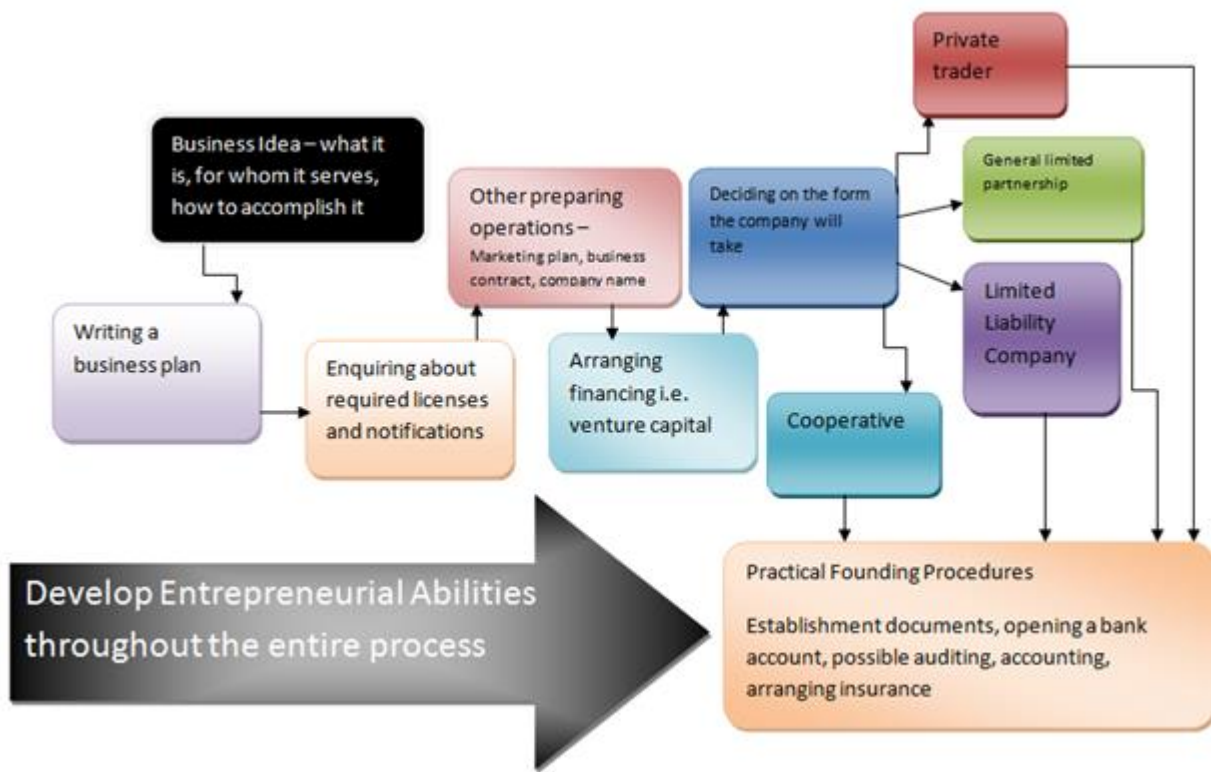 Business Idea – what it
is, for whom it serves,
how to accomplish it
Writing a
business plan
Enquiring about
required licenses
and notifications
Other preparing
operations –
Marketing plan, business
contract, company name
Arranging
financing i.e.
venture capital
Deciding on the form
the company will
take
Private
trader
General limited
partnership
Limited
Liability
Company
Cooperative
Develop Entrepreneurial Abilities
throughout the entire process
Practical Founding Procedures
Establishment documents, opening a bank
account, possible auditing, accounting,
arranging insurance